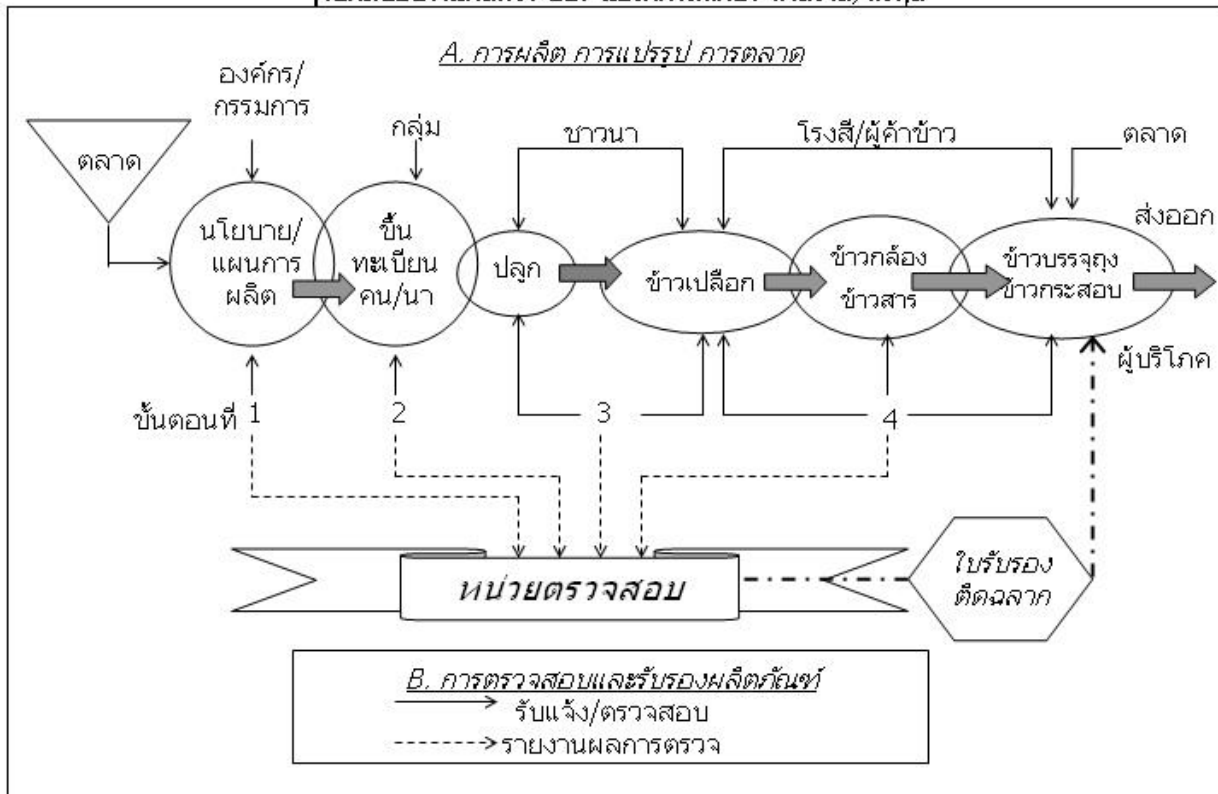 A. การผลิต การแปรรูป การตลาด
องค์กร/
กรรมการ
ตลาด
กลุ่ม
ชาวนา
โรงสี/ผู้ค้าข้าว
ตลาด
นโยบาย/
แผนการ
ผลิต
ขึ้น
ทะเบียน
คน/นา
ปลูก
ข้าวเปลือก
ข้าวกล้อง
ข้าวสาร
ข้าวบรรจุถุง
ข้าวกระสอบ
ส่งออก
ผู้บริโภค
ขั้นตอนที่ 1
2
3
4
หน่วยตรวจสอบ
ใบรับรอง
ติดฉลาก
B. การตรวจสอบและรับรองผลิตภัณฑ์
รับแจ้ง/ตรวจสอบ
รายงานผลการตรวจ